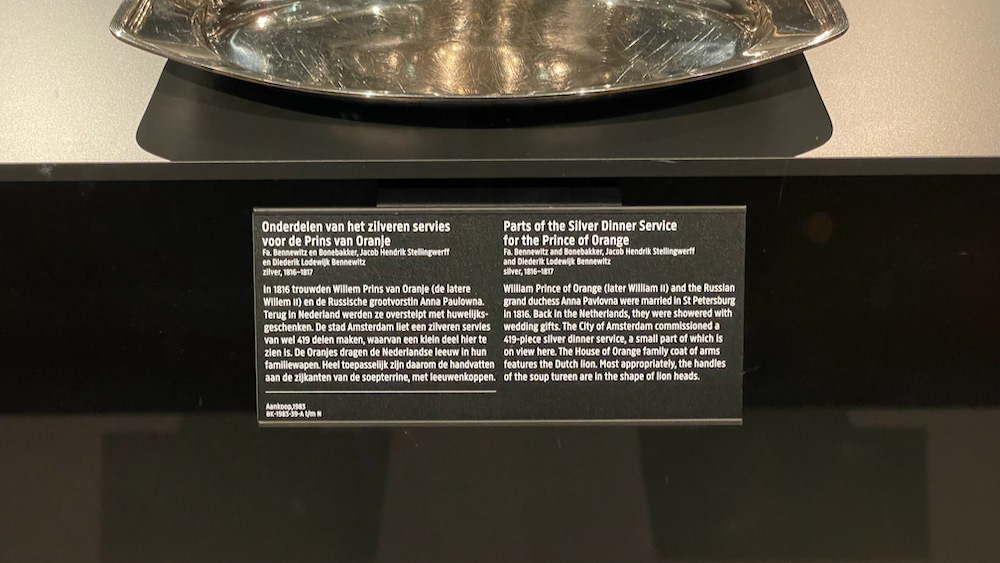 Onderdelen van het zilveren servies
voor de Prins van Oranje
Fa. Bennewitz en Bonebakker, Jacob Hendrik Stellingwerff
en Diederik Lodewijk Bennewitz
zilver, 1816–1817
In 1816 trouwden Willem Prins van Oranje (de latere
Willem II) en de Russische grootvorstin Anna Paulowna.
Terug in Nederland werden ze overstelpt met huwelijks-
geschenken. De stad Amsterdam liet een zilveren servies
van wel 419 delen maken, waarvan een klein deel hier te
zien is. De Oranjes dragen de Nederlandse leeuw in hun
familiewapen. Heel toepasselijk zijn daarom de handvatten
aan de zijkanten van de soepterrine, met leeuwenkoppen.
Aankoop,1983
BK-1983-39-A t/m H
Parts of the Silver Dinner Service
for the Prince of Orange
Fa. Bennewitz and Bonebakker, Jacob Hendrik Stellingwerff
and Diederik Lodewijk Bennewitz
silver, 1816–1817
William Prince of Orange (later William II) and the Russian
grand duchess Anna Pavlovna were married in St Petersburg
in 1816. Back in the Netherlands, they were showered with
wedding gifts. The City of Amsterdam commissioned a
419-piece silver dinner service, a small part of which is
on view here. The House of Orange family coat of arms
features the Dutch lion. Most appropriately, the handles
of the soup tureen are in the shape of lion heads.